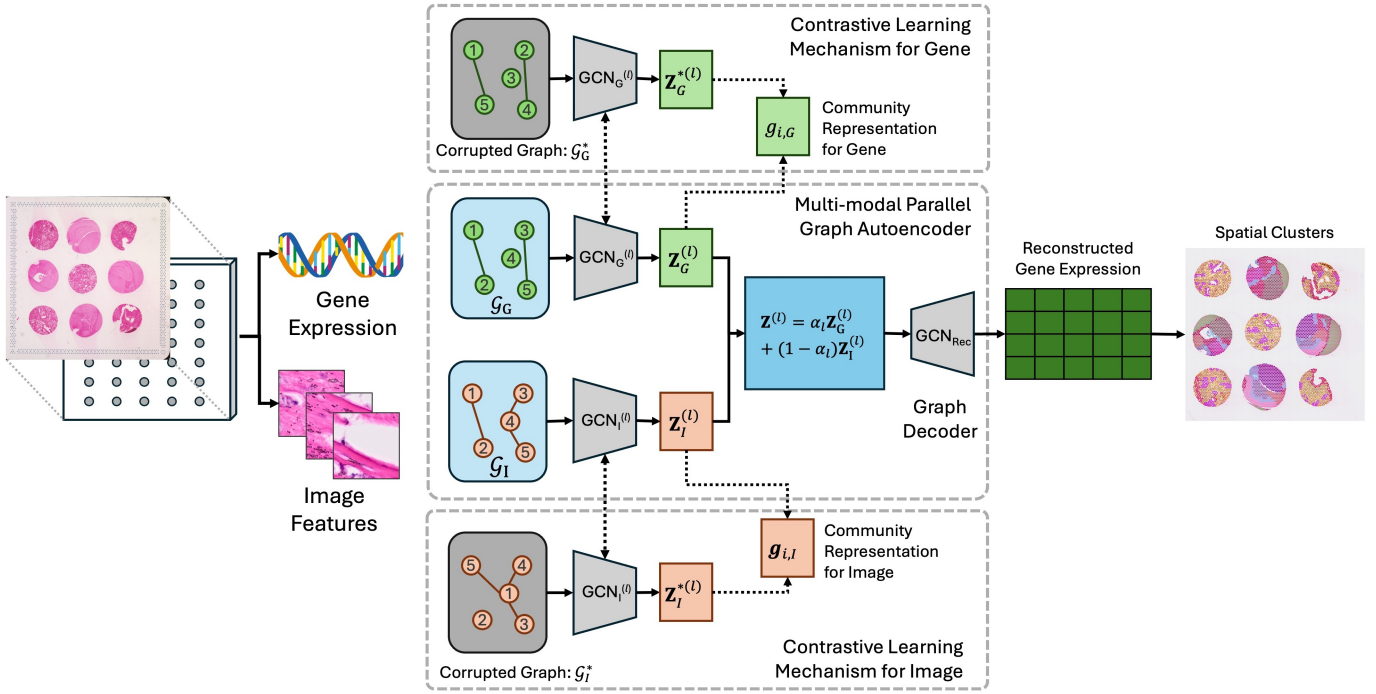 Contrastive Learning
Mechanism for Gene
1
2
3
5
4
GCN_G^(l)
Z_G^*(l)
g_i,G
Community
Representation
for Gene
Corrupted Graph: 𝒢_G^*
Multi-modal Parallel
Graph Autoencoder
1
3
4
2
5
𝒢_G
GCN_G^(l)
Z_G^(l)
Gene
Expression
Z^(l) = α_l Z_G^(l)
+ (1 − α_l)Z_I^(l)
GCN_Rec
Graph
Decoder
Reconstructed
Gene Expression
Spatial Clusters
1
3
4
2
5
𝒢_I
GCN_I^(l)
Z_I^(l)
Image
Features
5
4
1
2
3
GCN_I^(l)
Z_I^*(l)
g_i,I
Community
Representation
for Image
Corrupted Graph: 𝒢_I^*
Contrastive Learning
Mechanism for Image